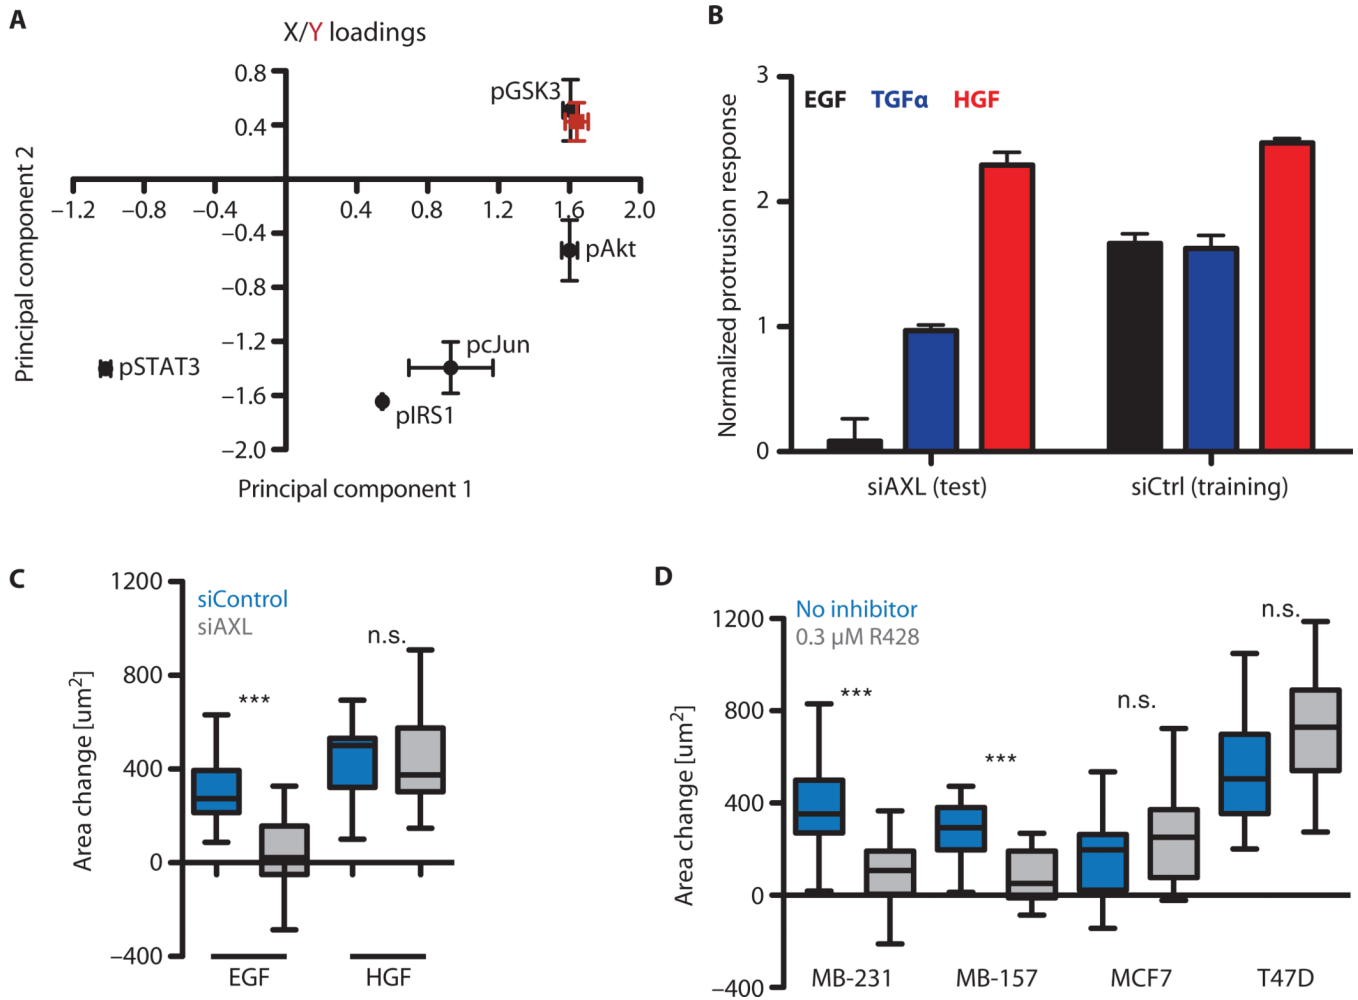 A
X/Y loadings
0.8
0.4
−0.4
−0.8
−1.2
−1.6
−2.0
−1.2
−0.8
−0.4
0.4
0.8
1.2
1.6
2.0
pGSK3
pAkt
pcJun
pIRS1
pSTAT3
Principal component 2
Principal component 1
B
EGF TGFα HGF
3
2
1
0
Normalized protrusion response
siAXL (test)
siCtrl (training)
C
siControl
siAXL
1200
800
400
0
−400
Area change [um²]
***
n.s.
EGF
HGF
D
No inhibitor
0.3 μM R428
1200
800
400
0
−400
Area change [um²]
***
***
n.s.
n.s.
MB-231
MB-157
MCF7
T47D